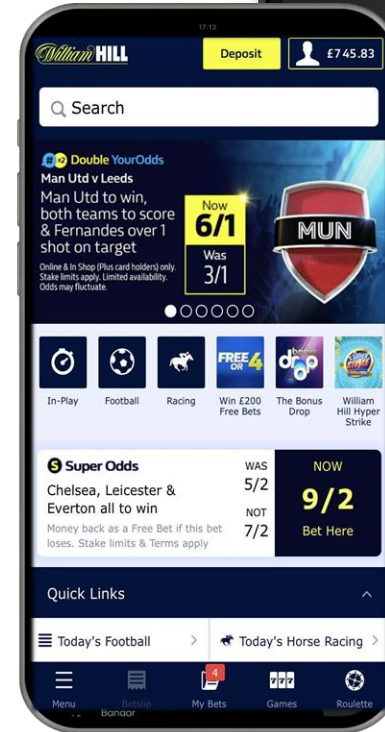 17:12
William HILL
Deposit
£745.83
Search
#x2 Double YourOdds
Man Utd v Leeds
Man Utd to win,
both teams to score
& Fernandes over 1
shot on target
Online & In Shop (Plus card holders) only.
Stake limits apply. Limited availability.
Odds may fluctuate.
Now
6/1
Was
3/1
MUN
FREE
OR 4
bonus
drop
In-Play
Football
Racing
Win £200
Free Bets
The Bonus
Drop
William
Hill Hyper
Strike
S Super Odds
Chelsea, Leicester &
Everton all to win
Money back as a Free Bet if this bet
loses. Stake limits & Terms apply
WAS
5/2
NOT
7/2
NOW
9/2
Bet Here
Quick Links
Today's Football
Today's Horse Racing
4
777
Menu
Betslip
My Bets
Games
Roulette
Bangor